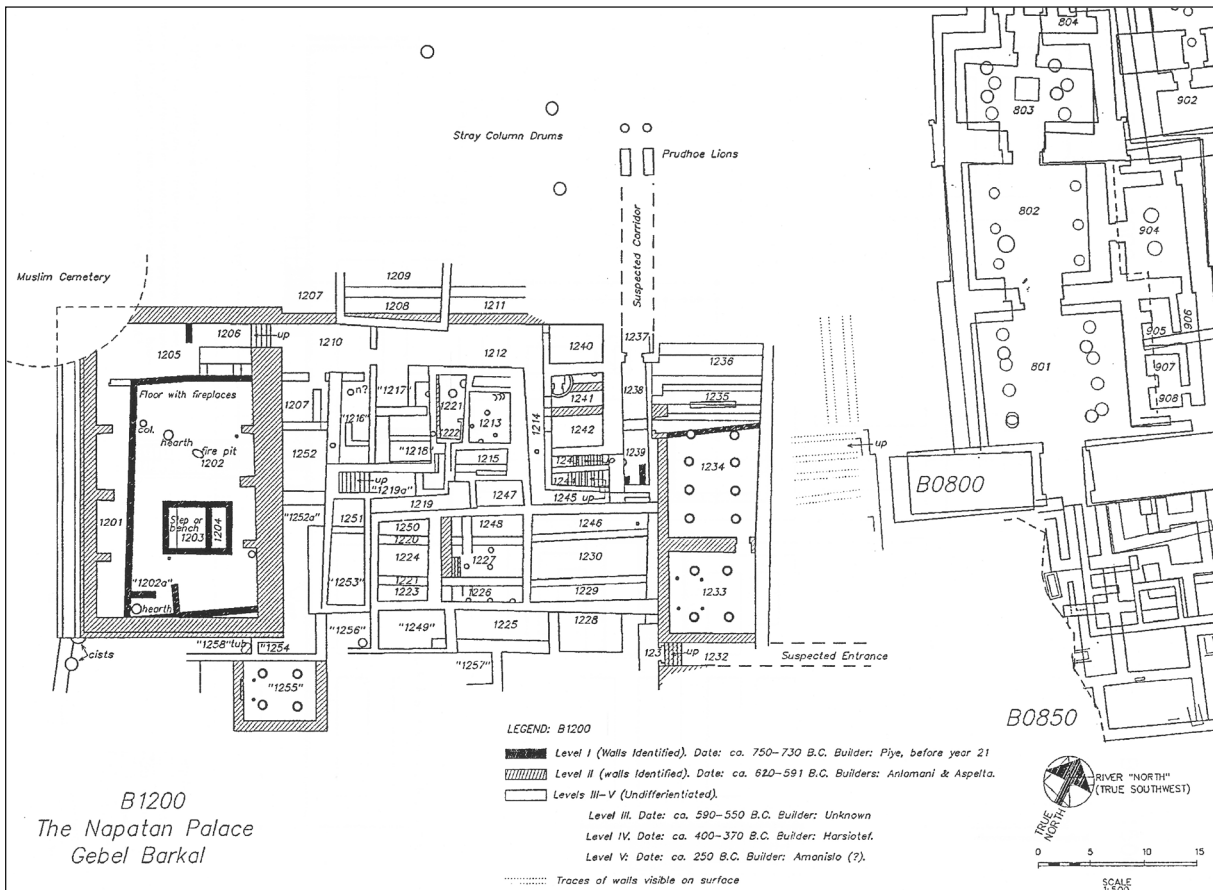 804
803
902
Stray Column Drums
Prudhoe Lions
802
904
Suspected Corridor
Muslim Cemetery
1209
1207
1208
1211
1206
up
1210
1237
905
906
1205
1212
1240
1236
801
907
Floor with fireplaces
1207
"1217"
1221
1213
1241
1238
1235
908
n?
"1216"
1214
col.
hearth
fire pit
1202
1222
1242
up
1252
"1218"
1215
1239
1234
up
"1219a"
1247
1245
up
B0800
1201
Step or
bench
1203
1204
"1252a"
1251
1219
1250
1248
1246
1220
1224
1227
1230
"1253"
1221
1223
1226
1229
1233
"1202a"
hearth
"1256"
"1249"
1225
1228
"1258"
tub
"1254
cists
"1257"
123
up
1232
Suspected Entrance
"1255"
B0850
LEGEND: B1200
Level I (Walls Identified). Date: ca. 750-730 B.C. Builder: Piye, before year 21
Level II (walls Identified). Date: ca. 620-591 B.C. Builders: Anlamani & Aspelta.
Levels III-V (Undifferientiated).
Level III. Date: ca. 590-550 B.C. Builder: Unknown
Level IV. Date: ca. 400-370 B.C. Builder: Harsiotef.
Level V: Date: ca. 250 B.C. Builder: Amanislo (?).
Traces of walls visible on surface
B1200
The Napatan Palace
Gebel Barkal
RIVER "NORTH"
(TRUE SOUTHWEST)
TRUE
NORTH
0 5 10 15
SCALE
1:500